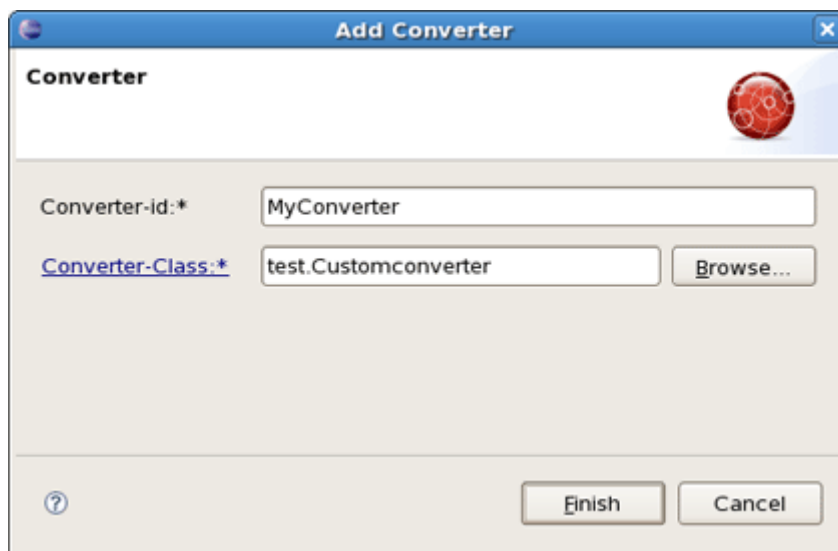 Add Converter
Converter
Converter-id:* MyConverter
Converter-Class:* test.Customconverter Browse...
Finish Cancel